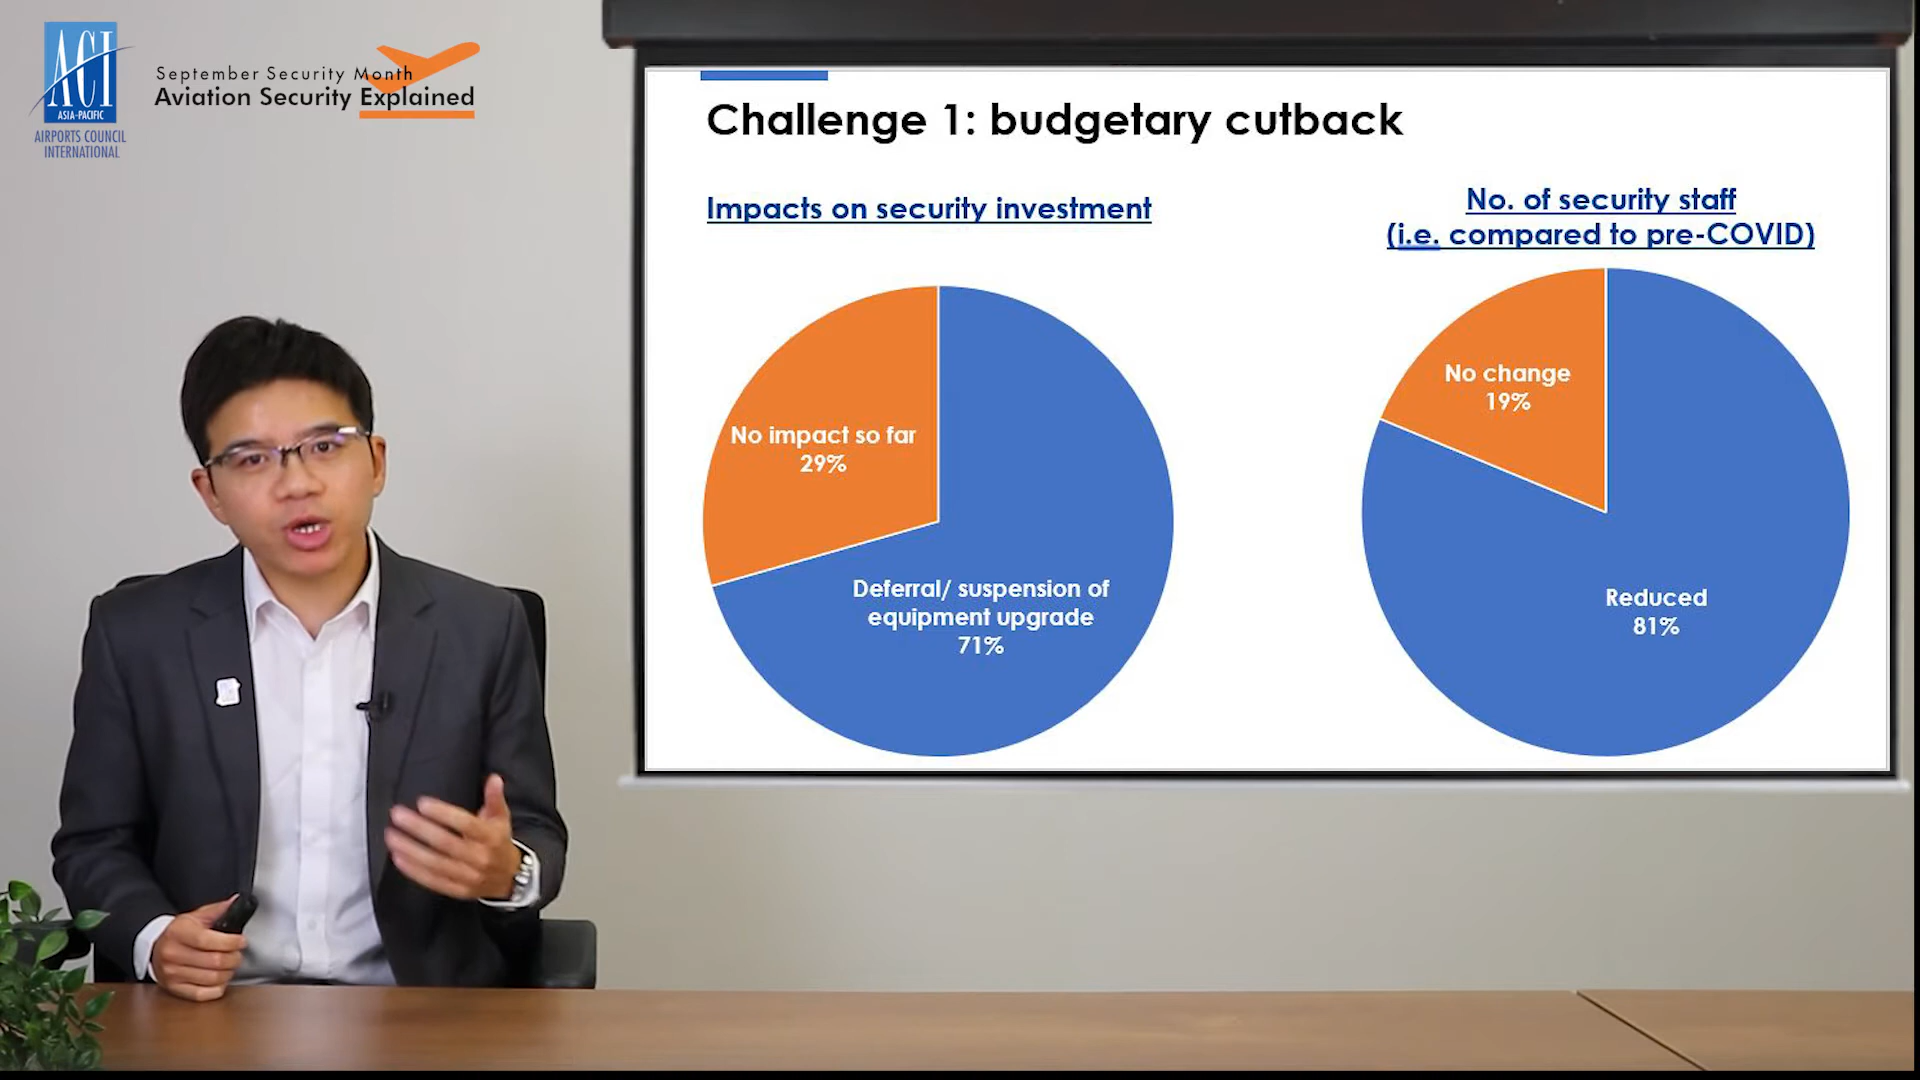 ACI
ASIA-PACIFIC
AIRPORTS COUNCIL
INTERNATIONAL
September Security Month
Aviation Security Explained
Challenge 1: budgetary cutback
Impacts on security investment
No impact so far
29%
Deferral/ suspension of
equipment upgrade
71%
No. of security staff
(i.e. compared to pre-COVID)
No change
19%
Reduced
81%